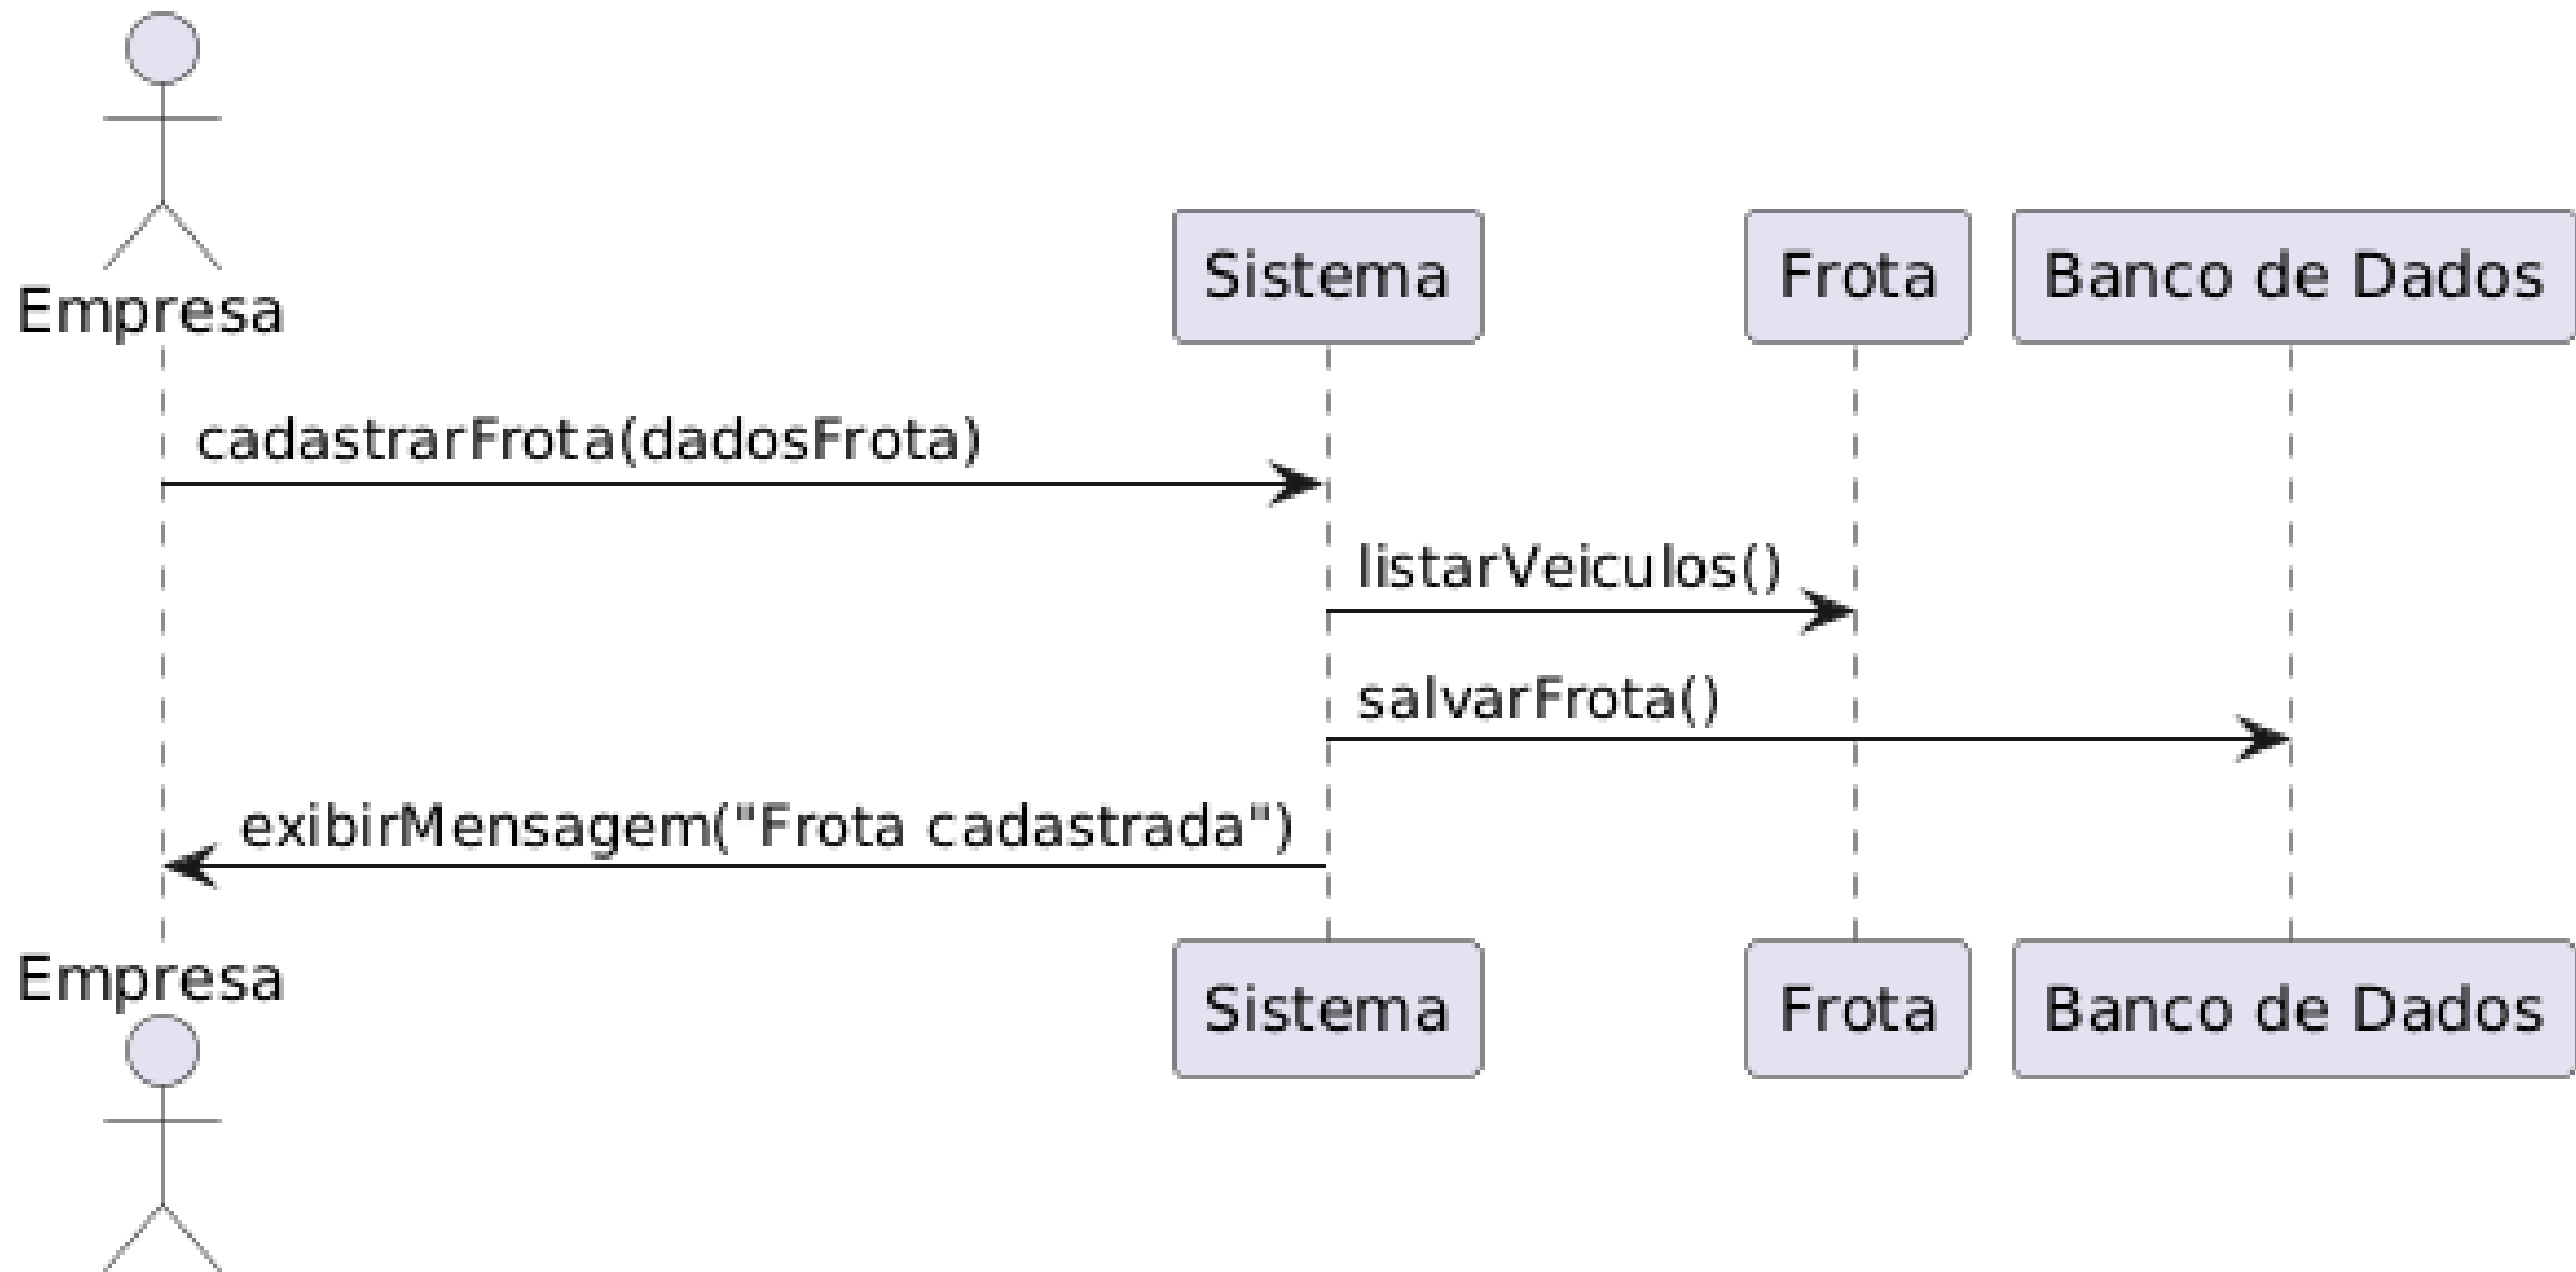 Empresa
Sistema
Frota
Banco de Dados
cadastrarFrota(dadosFrota)
listarVeiculos()
salvarFrota()
exibirMensagem("Frota cadastrada")
Empresa
Sistema
Frota
Banco de Dados